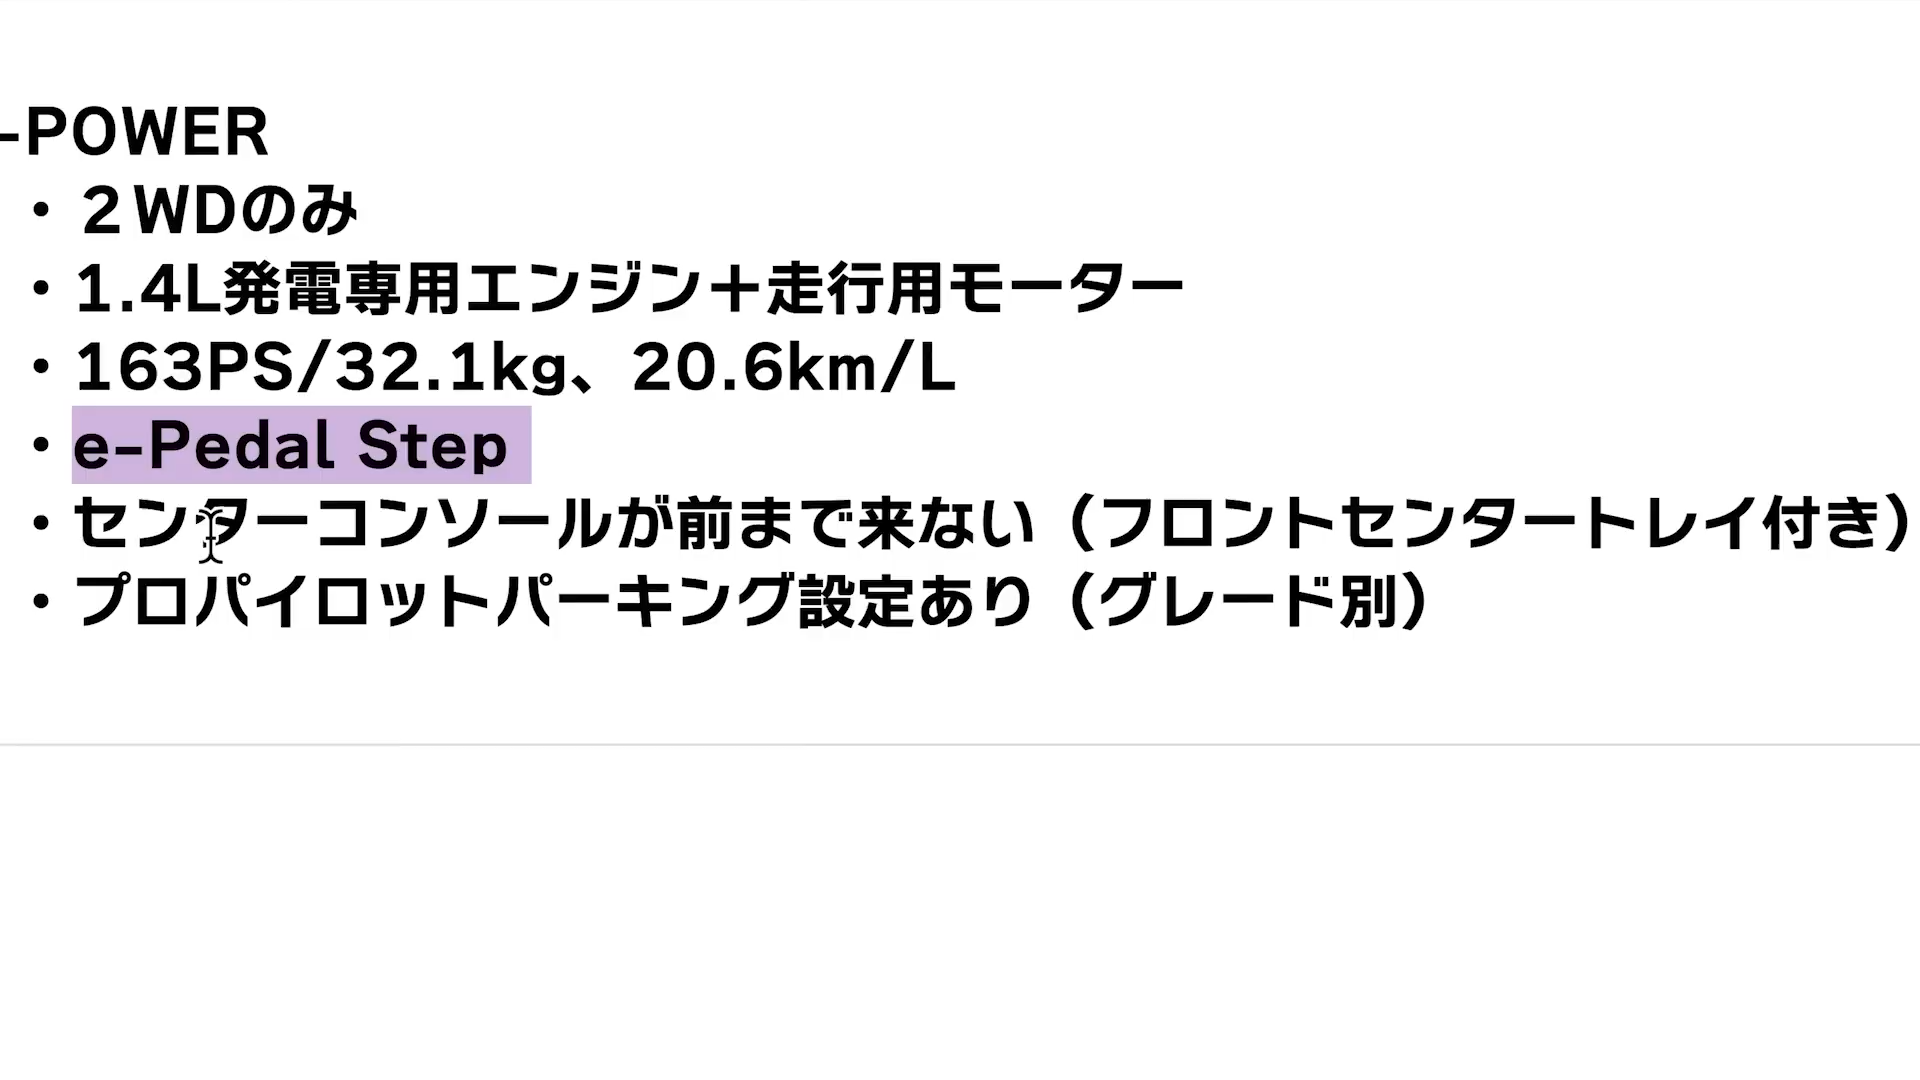 -POWER
・２WDのみ
・1.4L発電専用エンジン＋走行用モーター
・163PS/32.1kg、20.6km/L
・e-Pedal Step
・センターコンソールが前まで来ない（フロントセンタートレイ付き）
・プロパイロットパーキング設定あり（グレード別）